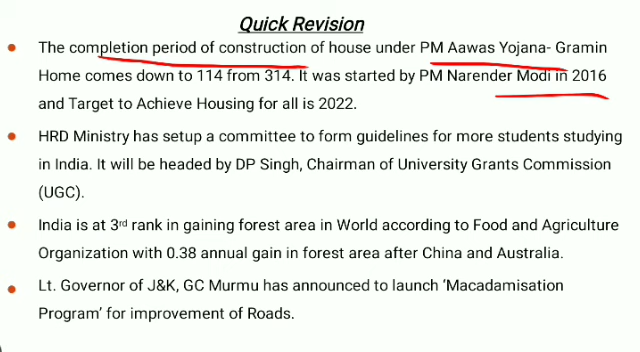 Quick Revision
The completion period of construction of house under PM Aawas Yojana- Gramin
Home comes down to 114 from 314. It was started by PM Narender Modi in 2016
and Target to Achieve Housing for all is 2022.
HRD Ministry has setup a committee to form guidelines for more students studying
in India. It will be headed by DP Singh, Chairman of University Grants Commission
(UGC).
India is at 3rd rank in gaining forest area in World according to Food and Agriculture
Organization with 0.38 annual gain in forest area after China and Australia.
Lt. Governor of J&K, GC Murmu has announced to launch ‘Macadamisation
Program’ for improvement of Roads.